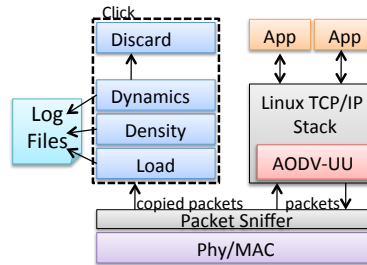 Click
Discard
App
App
Dynamics
Density
Load
Log
Files
Linux TCP/IP
Stack
AODV-UU
copied packets
packets
Packet Sniffer
Phy/MAC